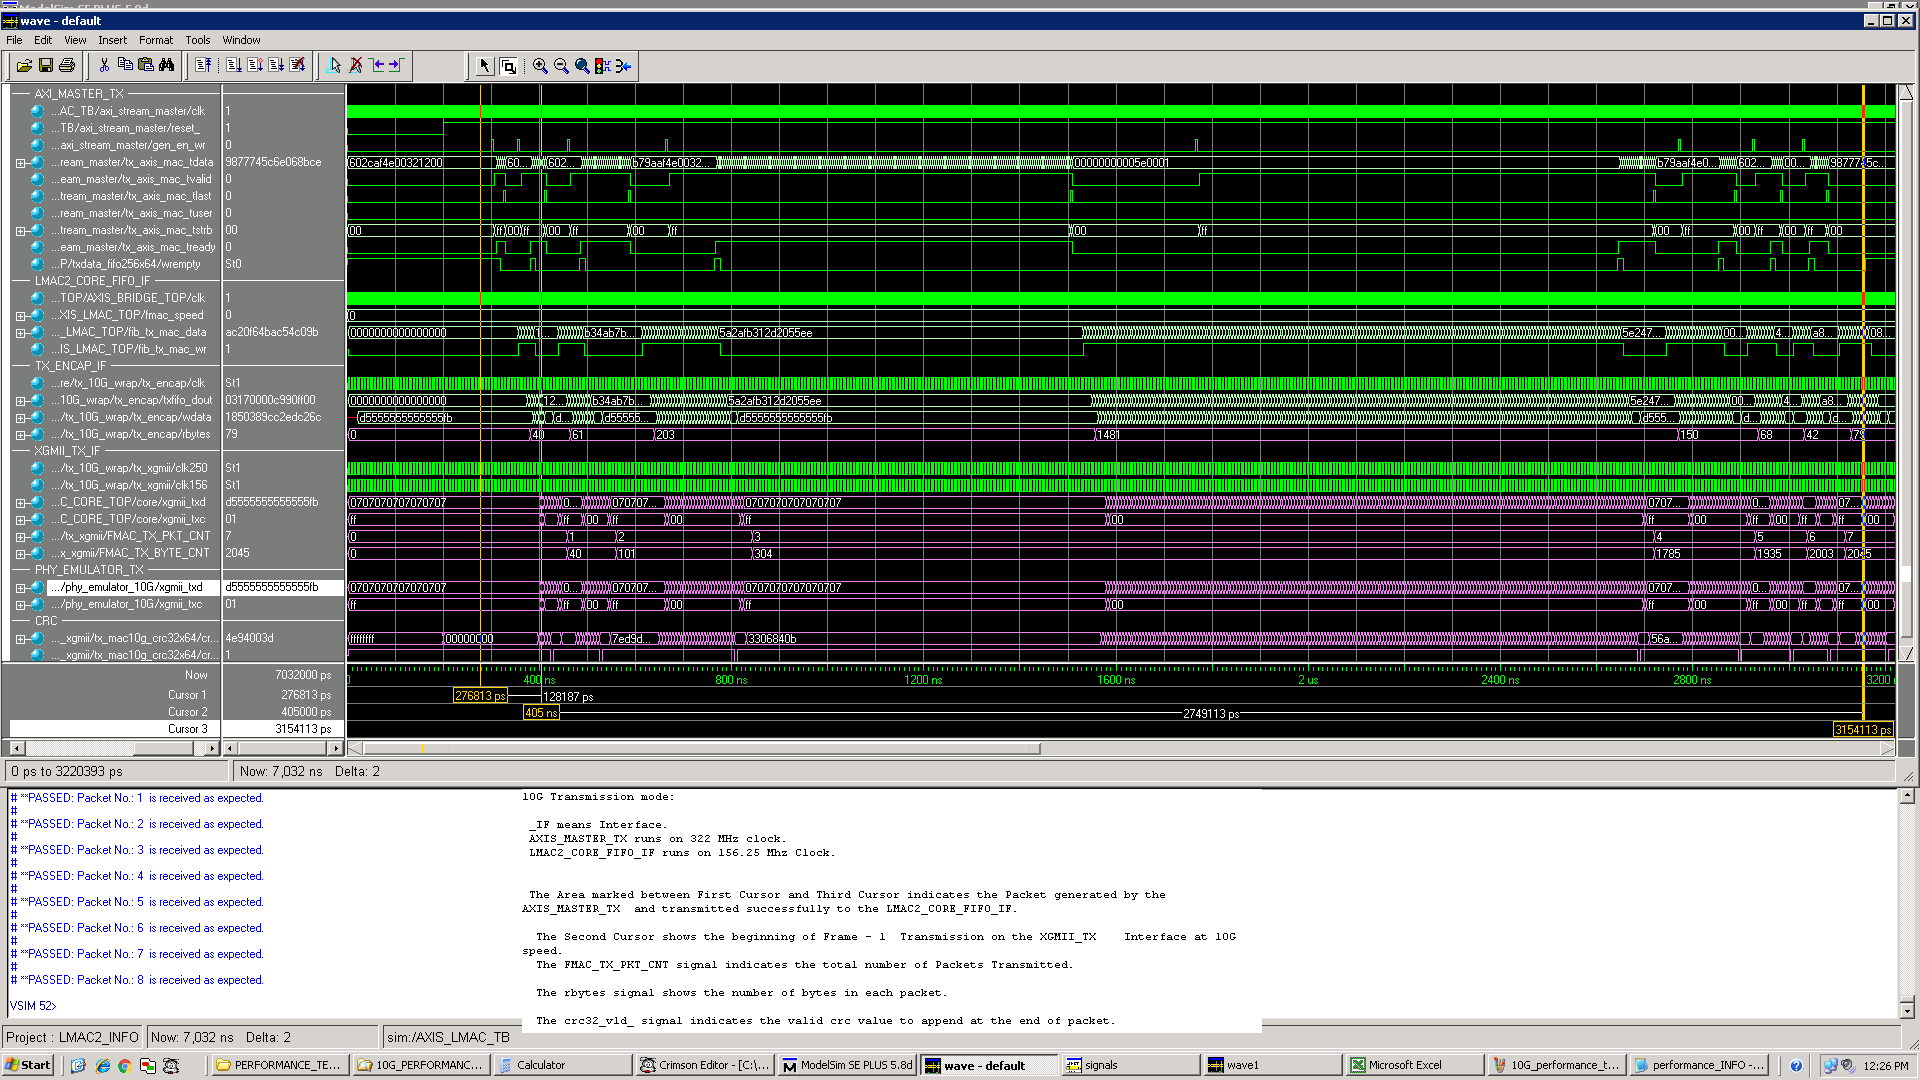 ModelSim SE PLUS 5.8d
wave - default
File Edit View Insert Format Tools Window
AXI_MASTER_TX
...AC_TB/axi_stream_master/clk 1
...TB/axi_stream_master/reset_ 1
...axi_stream_master/gen_en_wr 0
...ream_master/tx_axis_mac_tdata 9877745c6e068bce 602caf4e00321200 60... 602... b79aaf4e0032... 00000000005e0001 b79aaf4e0... 602... 00... 9877745c...
...eam_master/tx_axis_mac_tvalid 0
...tream_master/tx_axis_mac_tlast 0
...ream_master/tx_axis_mac_tuser 0
...tream_master/tx_axis_mac_tstrb 00 00 ff 00 ff 00 ff 00 ff 00 ff 00 ff 00 ff 00 ff 00
...eam_master/tx_axis_mac_tready 0
...P/txdata_fifo256x64/wrempty St0
LMAC2_CORE_FIFO_IF
...TOP/AXIS_BRIDGE_TOP/clk 1
...XIS_LMAC_TOP/fmac_speed 0 0
..._LMAC_TOP/fib_tx_mac_data ac20f64bac54c09b 0000000000000000 1... b34ab7b... 5a2afb312d2055ee 5e247... 00... 4... a8... 08...
...IS_LMAC_TOP/fib_tx_mac_wr 1
TX_ENCAP_IF
...re/tx_10G_wrap/tx_encap/clk St1
...10G_wrap/tx_encap/txfifo_dout 03170000c990ff00 0000000000000000 12... b34ab7b... 5a2afb312d2055ee 5e247... 00... 4... a8...
.../tx_10G_wrap/tx_encap/wdata 1850389cc2edc26c d55555555555555fb d... d55555... d55555555555555fb d555... d... d...
.../tx_10G_wrap/tx_encap/rbytes 79 0 40 61 203 1481 150 68 42 79
XGMII_TX_IF
.../tx_10G_wrap/tx_xgmii/clk250 St1
.../tx_10G_wrap/tx_xgmii/clk156 St1
...C_CORE_TOP/core/xgmii_txd d55555555555555fb 0707070707070707 0... 070707... 0707070707070707 0707... 0... 07...
...C_CORE_TOP/core/xgmii_txc 01 ff ff 00 ff 00 ff 00 ff 00 ff 00 ff ff 00
.../tx_xgmii/FMAC_TX_PKT_CNT 7 0 1 2 3 4 5 6 7
...x_xgmii/FMAC_TX_BYTE_CNT 2045 0 40 101 304 1785 1935 2003 2045
PHY_EMULATOR_TX
.../phy_emulator_10G/xgmii_txd d55555555555555fb 0707070707070707 0... 070707... 0707070707070707 0707... 0... 07...
.../phy_emulator_10G/xgmii_txc 01 ff ff 00 ff 00 ff 00 ff 00 ff 00 ff ff 00
CRC
..._xgmii/tx_mac10g_crc32x64/cr... 4e94003d ffffffff 00000000 7ed9d... 3306840b 56a...
..._xgmii/tx_mac10g_crc32x64/cr... 1
Now 7032000 ps 400 ns 800 ns 1200 ns 1600 ns 2 us 2400 ns 2800 ns 3200
Cursor 1 276813 ps 276813 ps 128187 ps
Cursor 2 405000 ps 405 ns 2749113 ps
Cursor 3 3154113 ps 3154113 ps
0 ps to 3220393 ps Now: 7,032 ns Delta: 2
# **PASSED: Packet No.: 1 is received as expected.
#
# **PASSED: Packet No.: 2 is received as expected.
#
# **PASSED: Packet No.: 3 is received as expected.
#
# **PASSED: Packet No.: 4 is received as expected.
#
# **PASSED: Packet No.: 5 is received as expected.
#
# **PASSED: Packet No.: 6 is received as expected.
#
# **PASSED: Packet No.: 7 is received as expected.
#
# **PASSED: Packet No.: 8 is received as expected.
VSIM 52>
10G Transmission mode:
_IF means Interface.
AXIS_MASTER_TX runs on 322 MHz clock.
LMAC2_CORE_FIFO_IF runs on 156.25 Mhz Clock.
The Area marked between First Cursor and Third Cursor indicates the Packet generated by the
AXIS_MASTER_TX and transmitted successfully to the LMAC2_CORE_FIFO_IF.
The Second Cursor shows the beginning of Frame - 1 Transmission on the XGMII_TX Interface at 10G
speed.
The FMAC_TX_PKT_CNT signal indicates the total number of Packets Transmitted.
The rbytes signal shows the number of bytes in each packet.
The crc32_vld_ signal indicates the valid crc value to append at the end of packet.
Project : LMAC2_INFO Now: 7,032 ns Delta: 2 sim:/AXIS_LMAC_TB
Start PERFORMANCE_TE... 10G_PERFORMANC... Calculator Crimson Editor - [C:\... ModelSim SE PLUS 5.8d wave - default signals wave1 Microsoft Excel 10G_performance_t... performance_INFO -... 12:26 PM